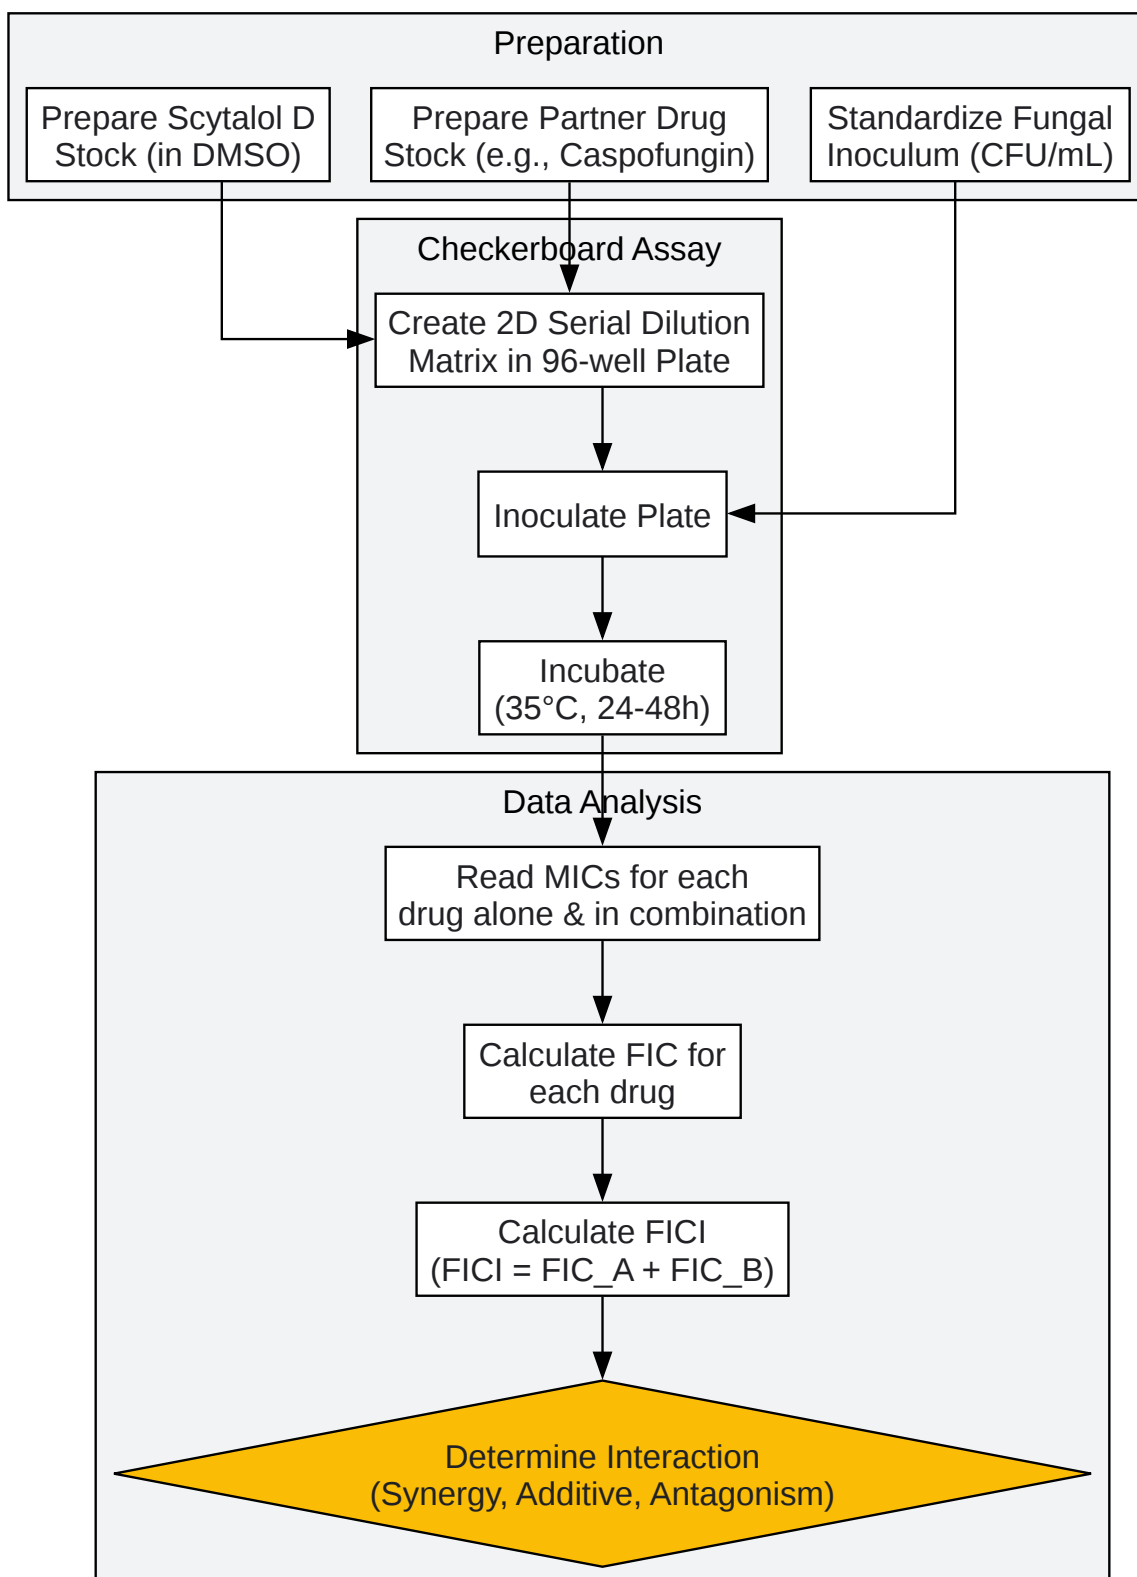 Preparation
Prepare Scytalol D
Stock (in DMSO)
Prepare Partner Drug
Stock (e.g., Caspofungin)
Standardize Fungal
Inoculum (CFU/mL)
Checkerboard Assay
Create 2D Serial Dilution
Matrix in 96-well Plate
Inoculate Plate
Incubate
(35°C, 24-48h)
Data Analysis
Read MICs for each
drug alone & in combination
Calculate FIC for
each drug
Calculate FICI
(FICI = FIC_A + FIC_B)
Determine Interaction
(Synergy, Additive, Antagonism)